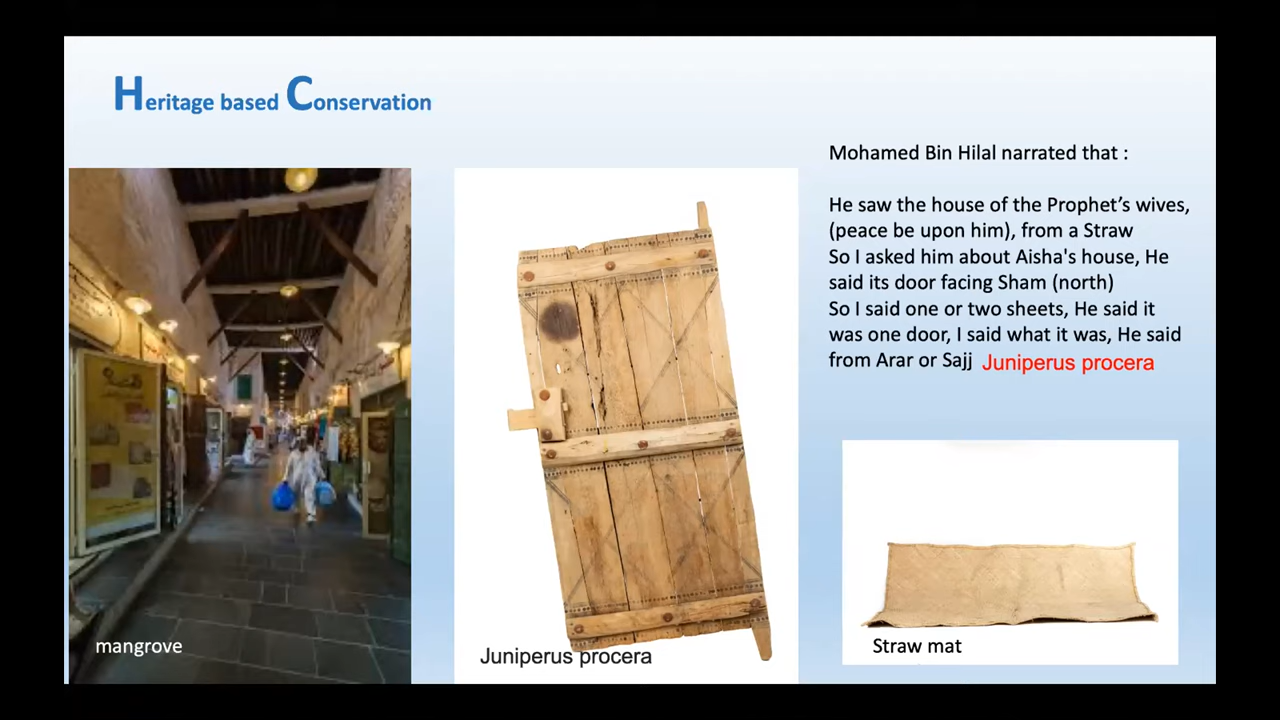 Heritage based Conservation
Mohamed Bin Hilal narrated that :
He saw the house of the Prophet’s wives,
(peace be upon him), from a Straw
So I asked him about Aisha's house, He
said its door facing Sham (north)
So I said one or two sheets, He said it
was one door, I said what it was, He said
from Arar or Sajj Juniperus procera
mangrove
Juniperus procera
Straw mat